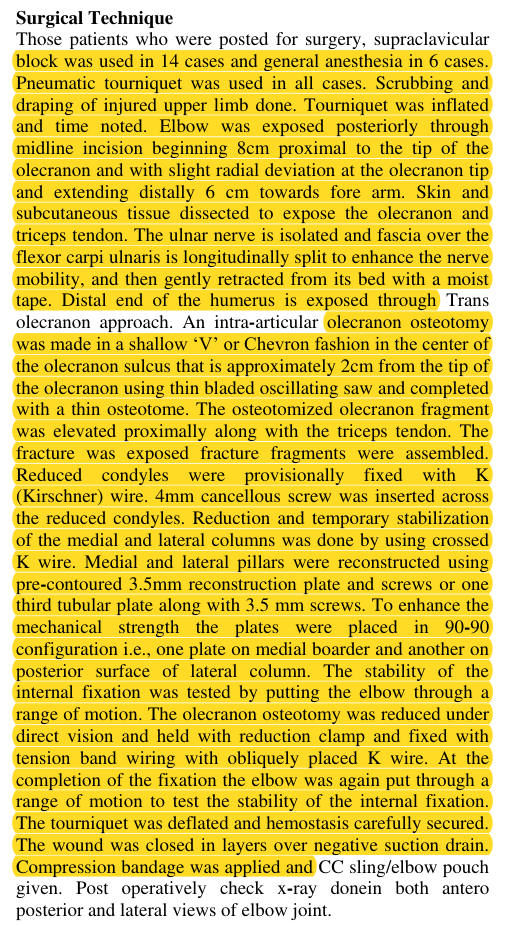 Surgical Technique
Those patients who were posted for surgery, supraclavicular
block was used in 14 cases and general anesthesia in 6 cases.
Pneumatic tourniquet was used in all cases. Scrubbing and
draping of injured upper limb done. Tourniquet was inflated
and time noted. Elbow was exposed posteriorly through
midline incision beginning 8cm proximal to the tip of the
olecranon and with slight radial deviation at the olecranon tip
and extending distally 6 cm towards fore arm. Skin and
subcutaneous tissue dissected to expose the olecranon and
triceps tendon. The ulnar nerve is isolated and fascia over the
flexor carpi ulnaris is longitudinally split to enhance the nerve
mobility, and then gently retracted from its bed with a moist
tape. Distal end of the humerus is exposed through Trans
olecranon approach. An intra-articular olecranon osteotomy
was made in a shallow ‘V’ or Chevron fashion in the center of
the olecranon sulcus that is approximately 2cm from the tip of
the olecranon using thin bladed oscillating saw and completed
with a thin osteotome. The osteotomized olecranon fragment
was elevated proximally along with the triceps tendon. The
fracture was exposed fracture fragments were assembled.
Reduced condyles were provisionally fixed with K
(Kirschner) wire. 4mm cancellous screw was inserted across
the reduced condyles. Reduction and temporary stabilization
of the medial and lateral columns was done by using crossed
K wire. Medial and lateral pillars were reconstructed using
pre-contoured 3.5mm reconstruction plate and screws or one
third tubular plate along with 3.5 mm screws. To enhance the
mechanical strength the plates were placed in 90-90
configuration i.e., one plate on medial boarder and another on
posterior surface of lateral column. The stability of the
internal fixation was tested by putting the elbow through a
range of motion. The olecranon osteotomy was reduced under
direct vision and held with reduction clamp and fixed with
tension band wiring with obliquely placed K wire. At the
completion of the fixation the elbow was again put through a
range of motion to test the stability of the internal fixation.
The tourniquet was deflated and hemostasis carefully secured.
The wound was closed in layers over negative suction drain.
Compression bandage was applied and CC sling/elbow pouch
given. Post operatively check x-ray donein both antero
posterior and lateral views of elbow joint.